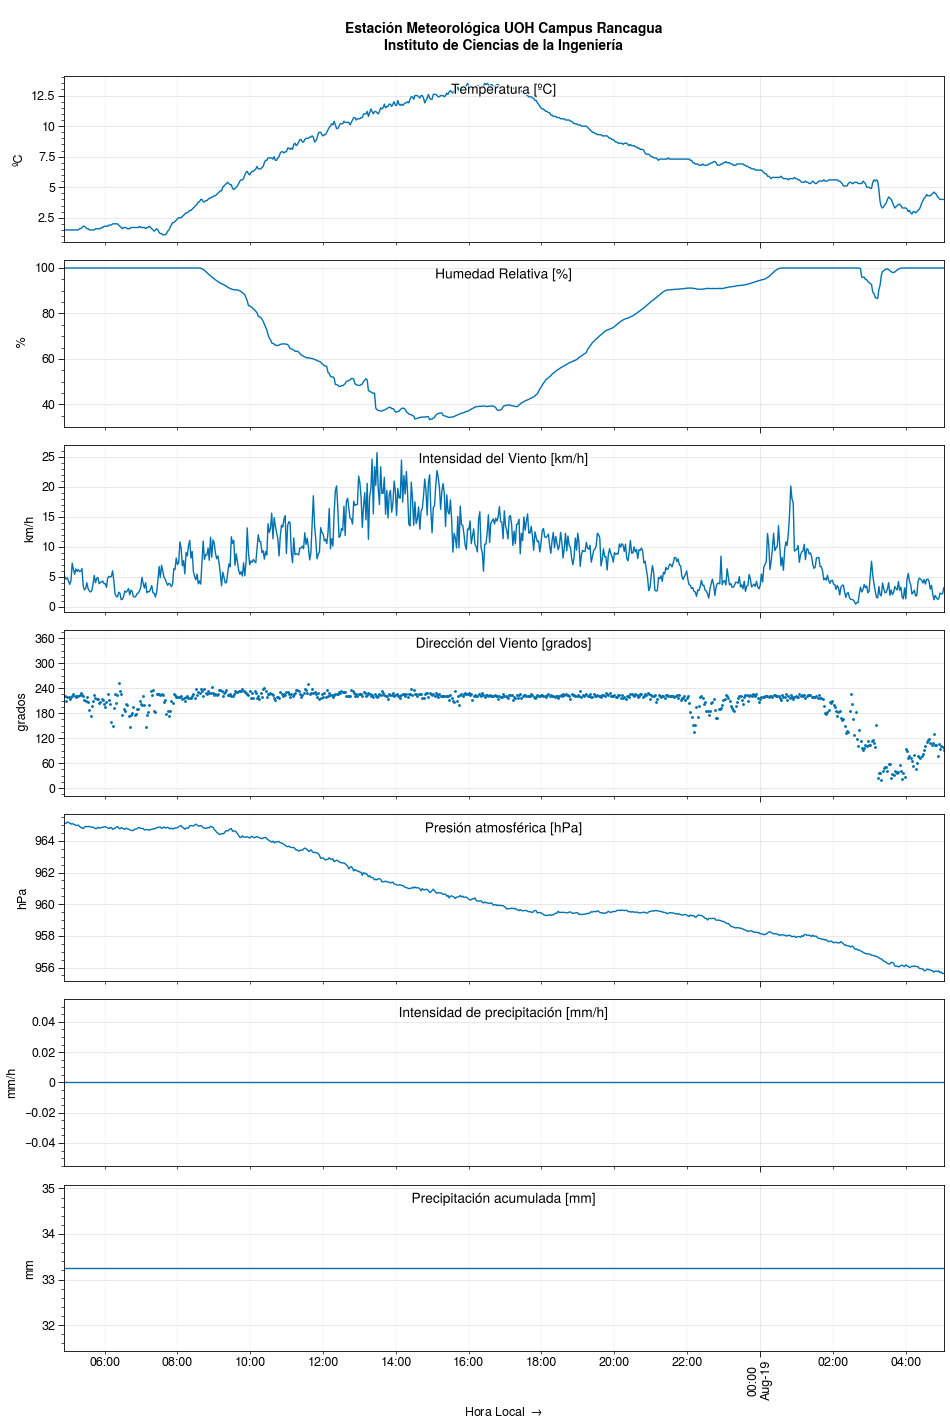 Estación Meteorológica UOH Campus Rancagua
Instituto de Ciencias de la Ingeniería
Temperatura [ºC]
12.5
10
7.5
5
2.5
ºC
Humedad Relativa [%]
100
80
60
40
%
Intensidad del Viento [km/h]
25
20
15
10
5
0
km/h
Dirección del Viento [grados]
360
300
240
180
120
60
0
grados
Presión atmosférica [hPa]
964
962
960
958
956
hPa
Intensidad de precipitación [mm/h]
0.04
0.02
0
−0.02
−0.04
mm/h
Precipitación acumulada [mm]
35
34
33
32
mm
06:00 08:00 10:00 12:00 14:00 16:00 18:00 20:00 22:00 00:00 02:00 04:00
Aug-19
Hora Local →